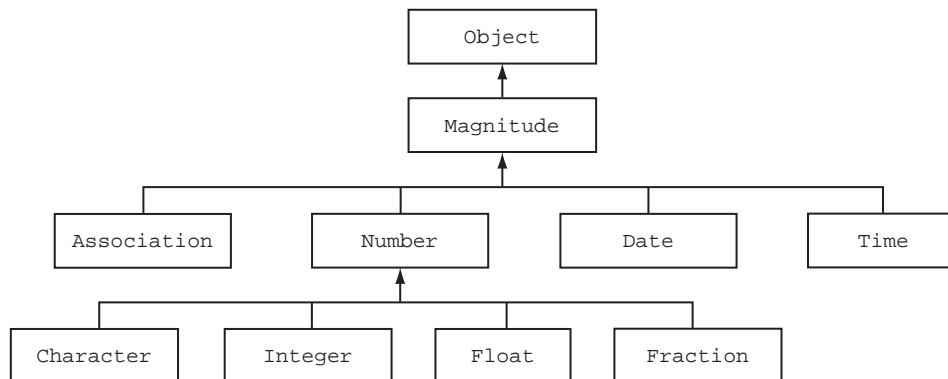 Object
Magnitude
Association Number Date Time
Character Integer Float Fraction